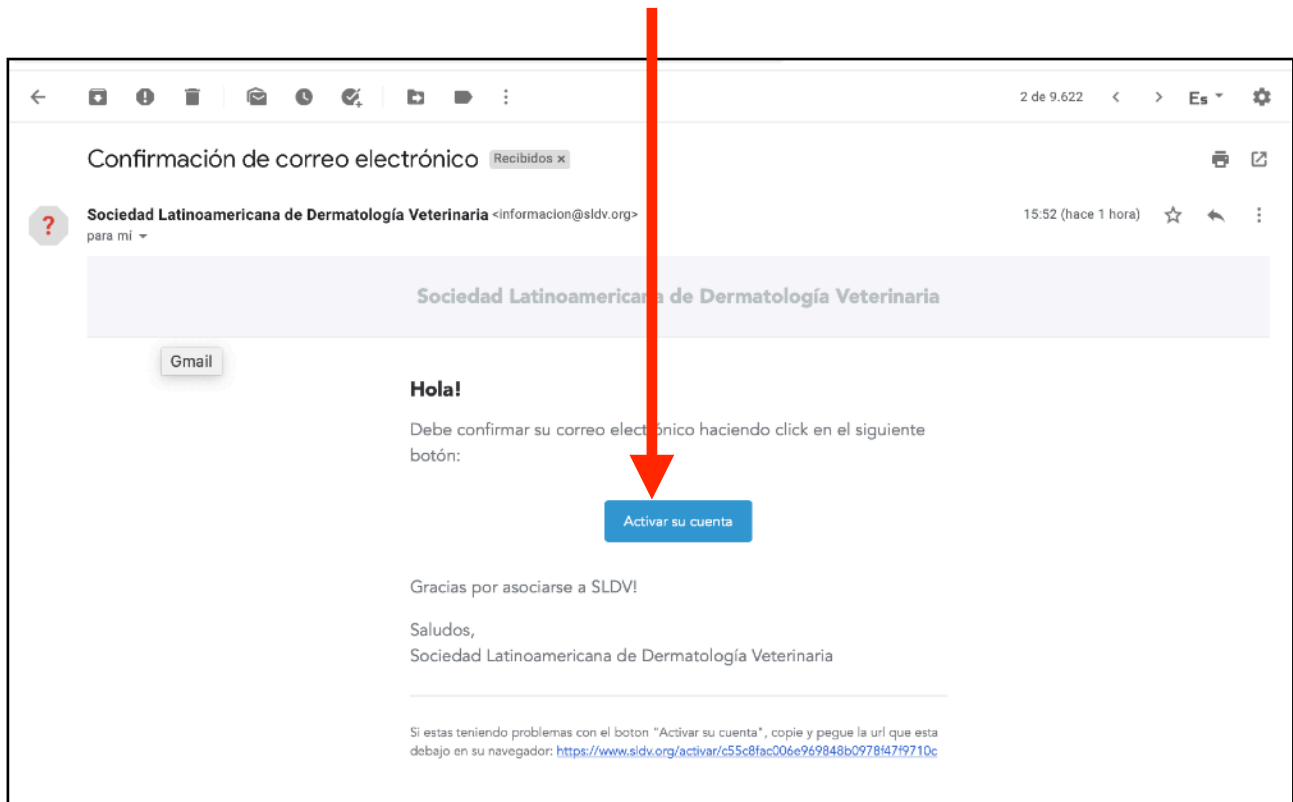 2 de 9.622
Es
Confirmación de correo electrónico Recibidos x
Sociedad Latinoamericana de Dermatología Veterinaria <informacion@sldv.org>
15:52 (hace 1 hora)
para mí
?
Sociedad Latinoamericana de Dermatología Veterinaria
Gmail
Hola!
Debe confirmar su correo electrónico haciendo click en el siguiente
botón:
Activar su cuenta
Gracias por asociarse a SLDV!
Saludos,
Sociedad Latinoamericana de Dermatología Veterinaria
Si estas teniendo problemas con el boton "Activar su cuenta", copie y pegue la url que esta
debajo en su navegador: https://www.sldv.org/activar/c55c8fac006e969848b0978f47f9710c